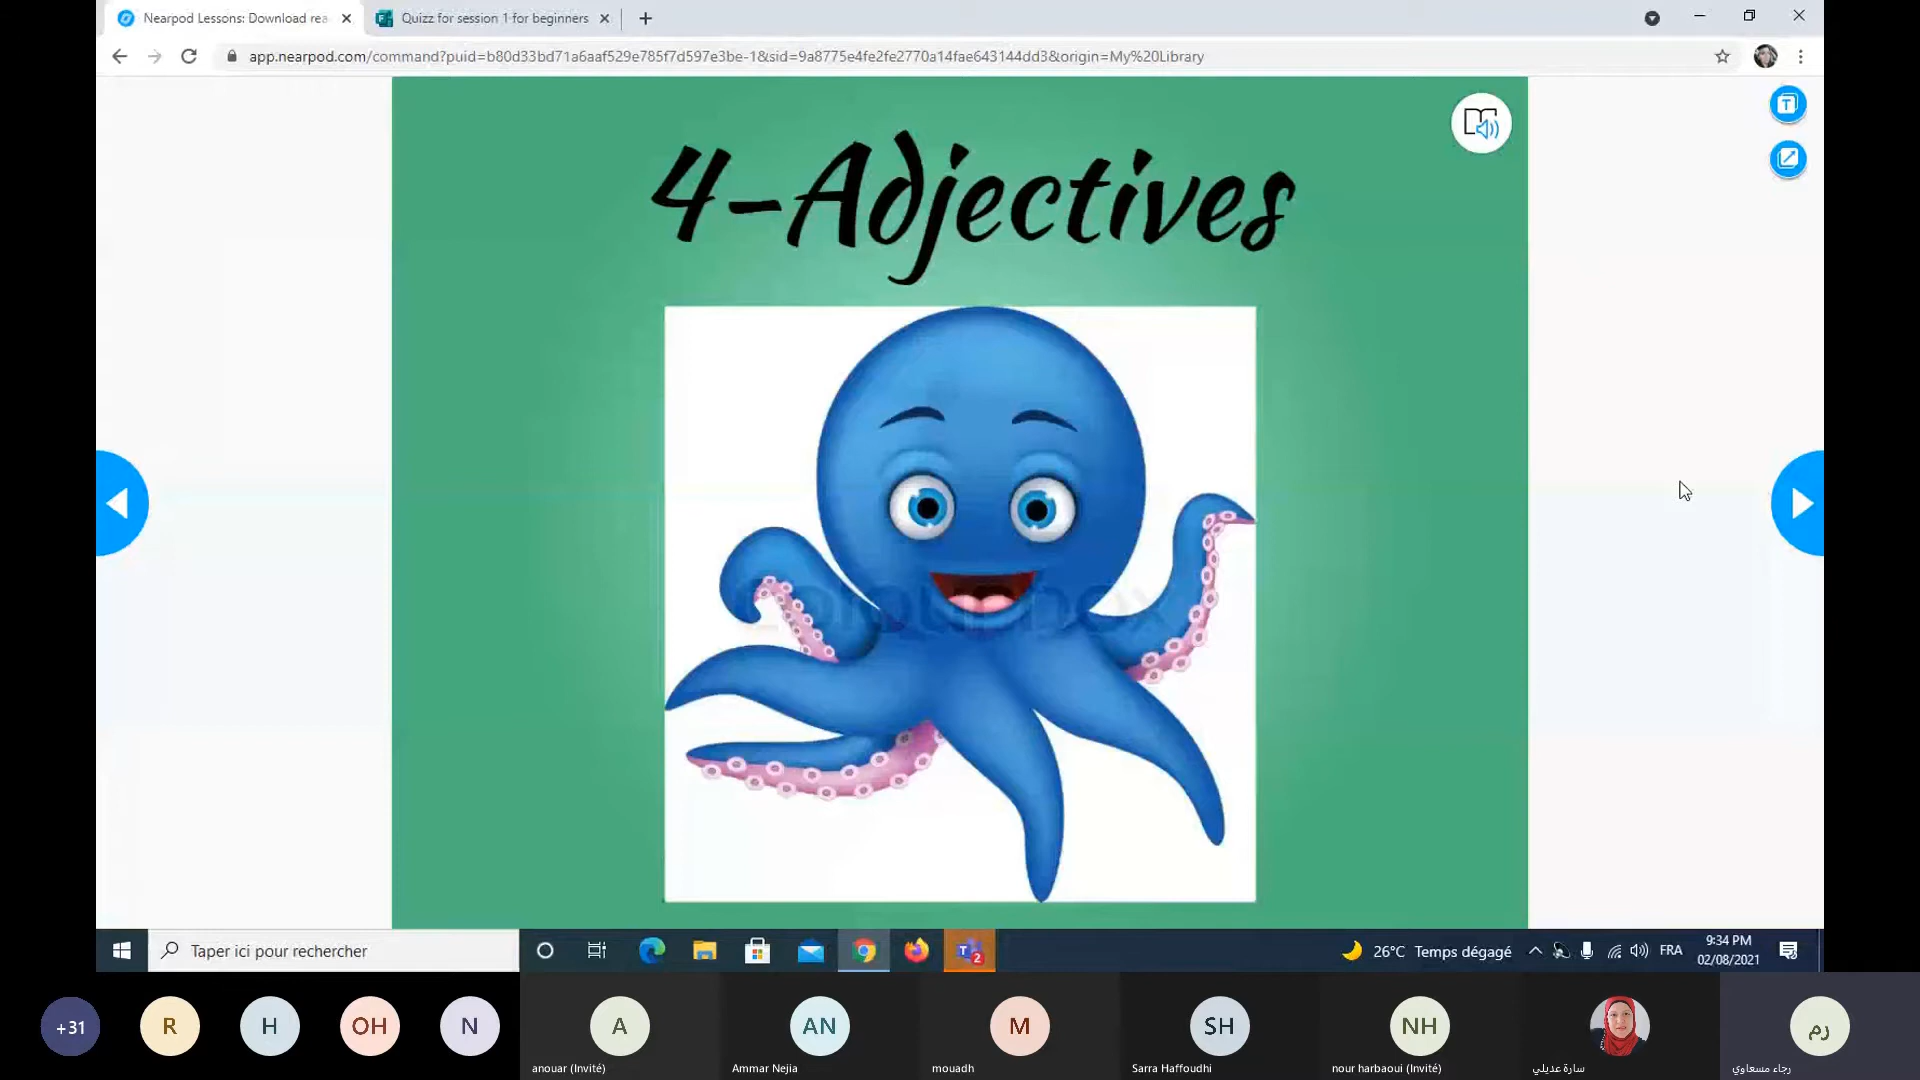 Nearpod Lessons: Download rea
Quizz for session 1 for beginners
app.nearpod.com/command?puid=b80d33bd71a6aaf529e785f7d597e3be-1&sid=9a8775e4fe2fe2770a14fae643144dd3&origin=My%20Library
4-Adjectives
Taper ici pour rechercher
26°C Temps dégagé
FRA
9:34 PM
02/08/2021
+31
R
H
OH
N
A
AN
M
SH
NH
رم
anouar (Invité)
Ammar Nejia
mouadh
Sarra Haffoudhi
nour harbaoui (Invité)
سارة عديلي
رجاء مسعاوي